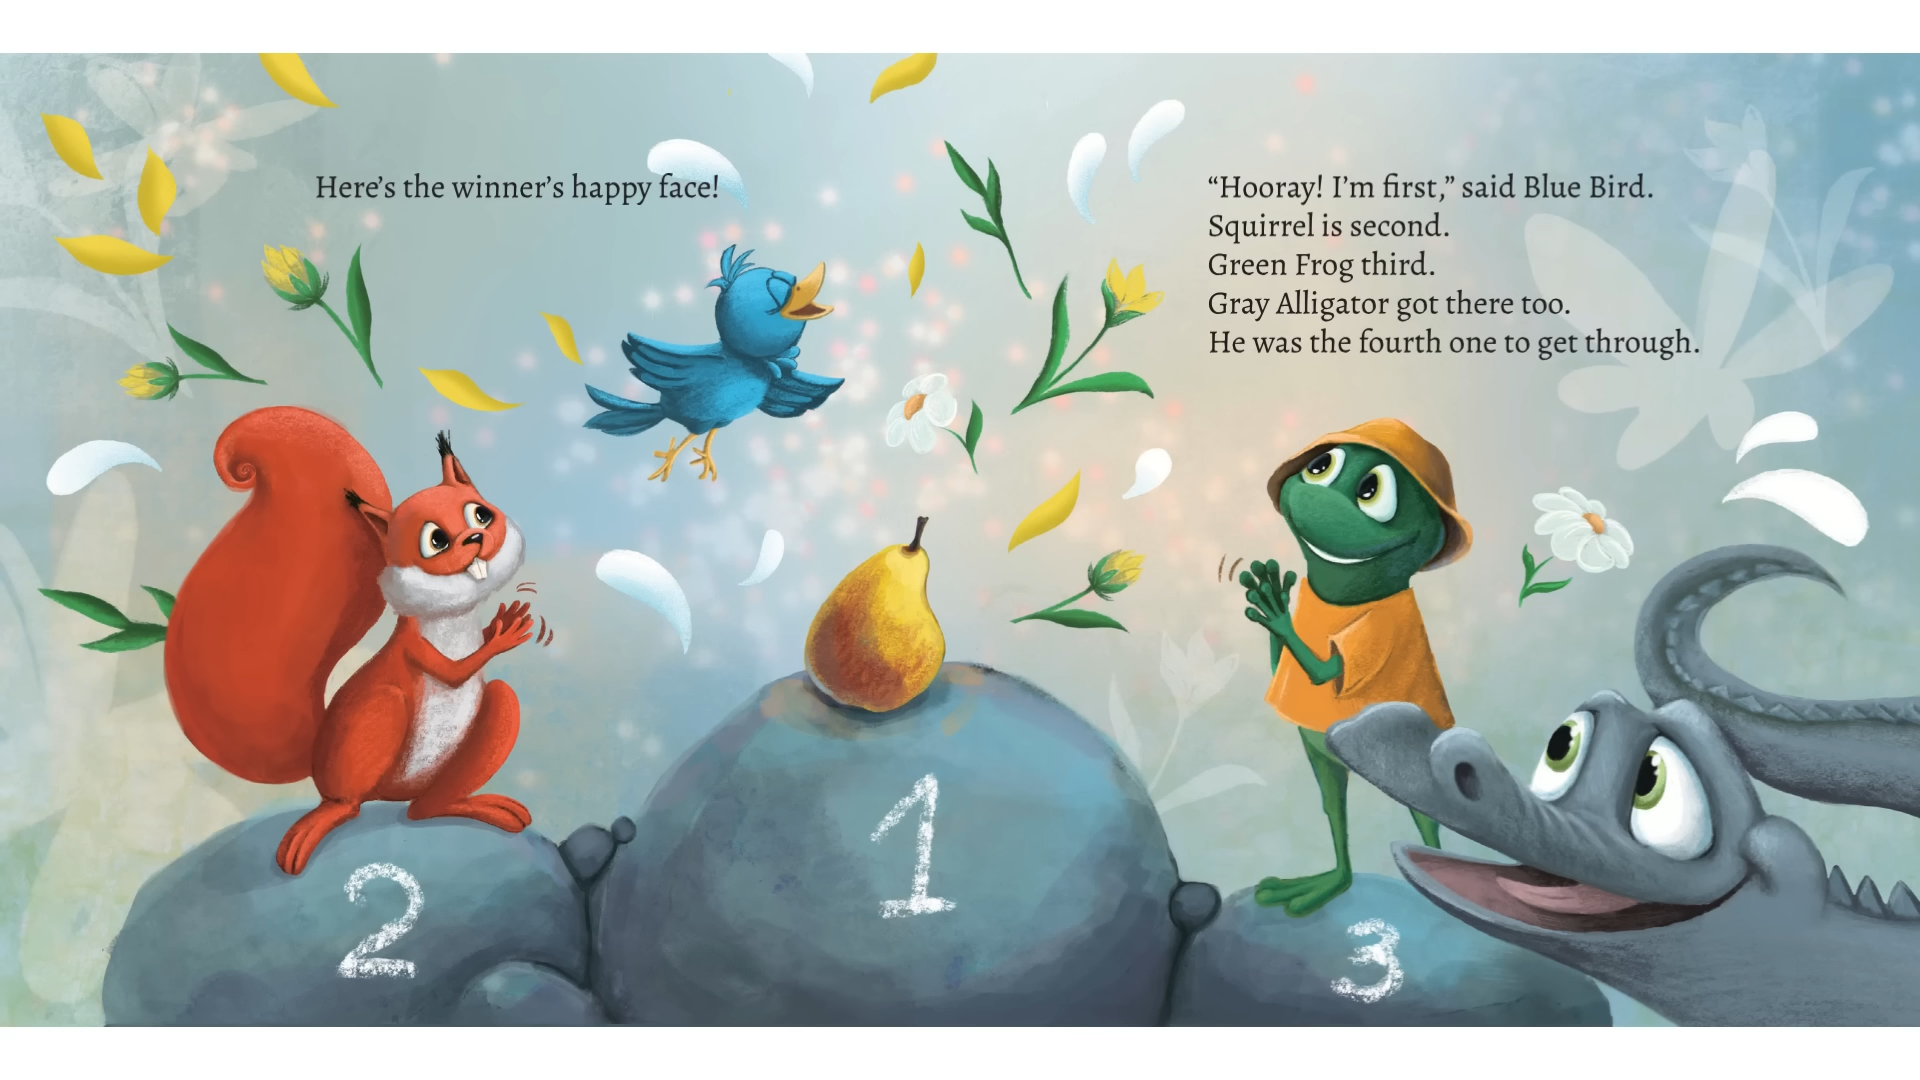 Here’s the winner’s happy face!
“Hooray! I’m first,” said Blue Bird.
Squirrel is second.
Green Frog third.
Gray Alligator got there too.
He was the fourth one to get through.
2
1
3